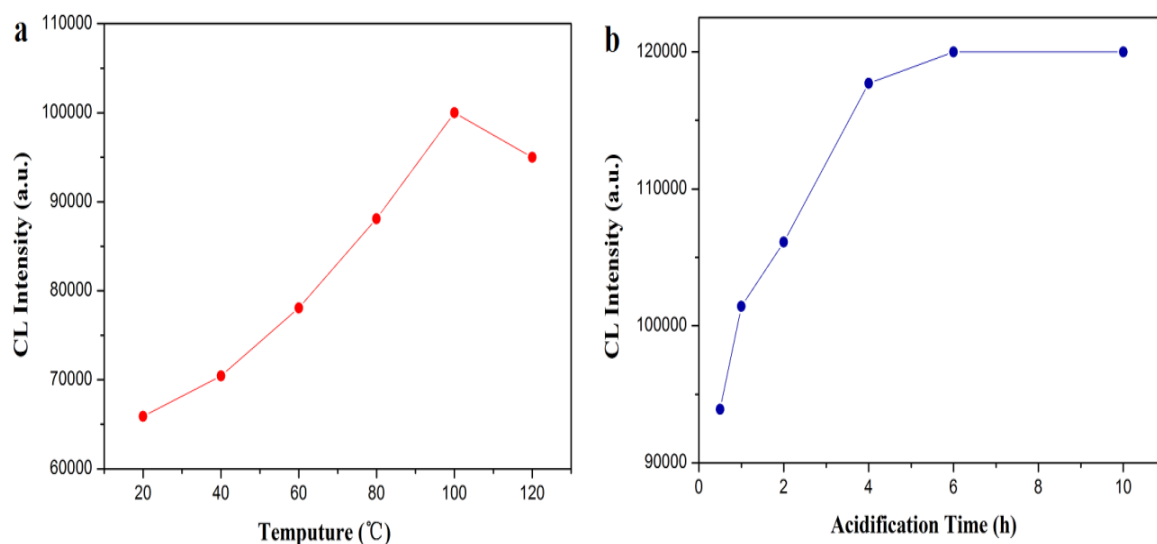 a
110000
100000
90000
80000
70000
60000
CL Intensity (a.u.)
20 40 60 80 100 120
Temputure (℃)
b
120000
110000
100000
90000
CL Intensity (a.u.)
0 2 4 6 8 10
Acidification Time (h)